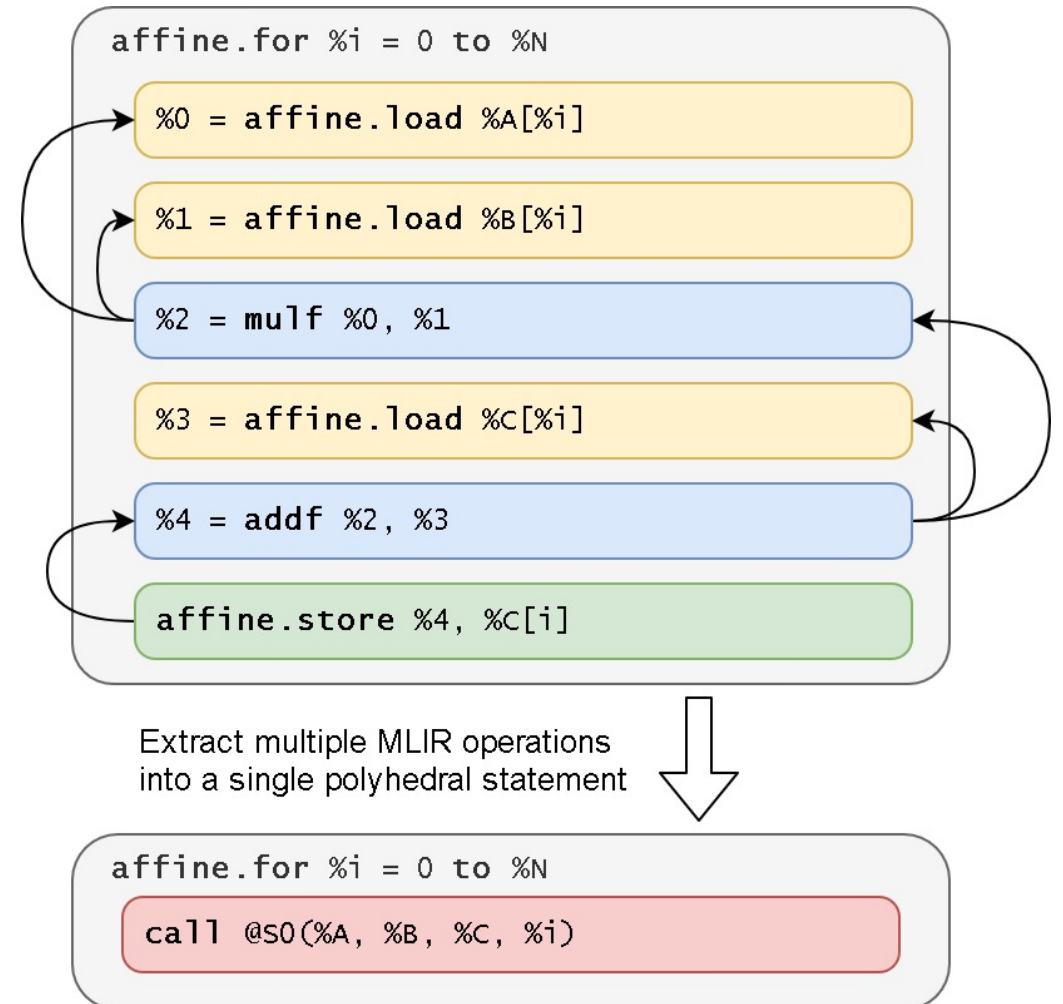 affine.for %i = 0 to %N
%0 = affine.load %A[%i]
%1 = affine.load %B[%i]
%2 = mulf %0, %1
%3 = affine.load %C[%i]
%4 = addf %2, %3
affine.store %4, %C[i]
Extract multiple MLIR operations
into a single polyhedral statement
affine.for %i = 0 to %N
call @S0(%A, %B, %C, %i)